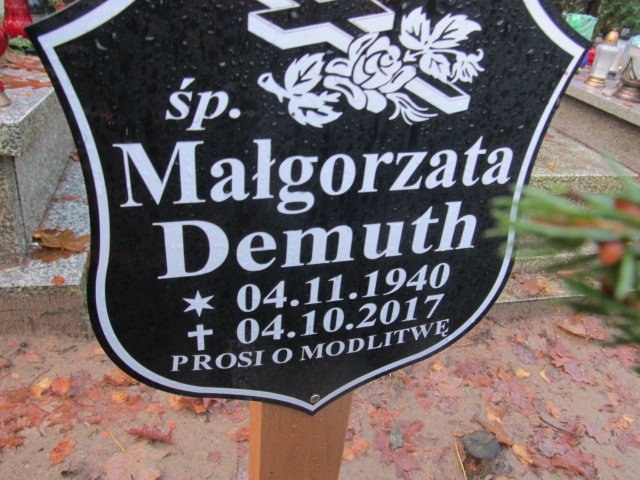 śp.
Małgorzata
Demuth
✶ 04.11.1940
✝ 04.10.2017
PROSI O MODLITWĘ